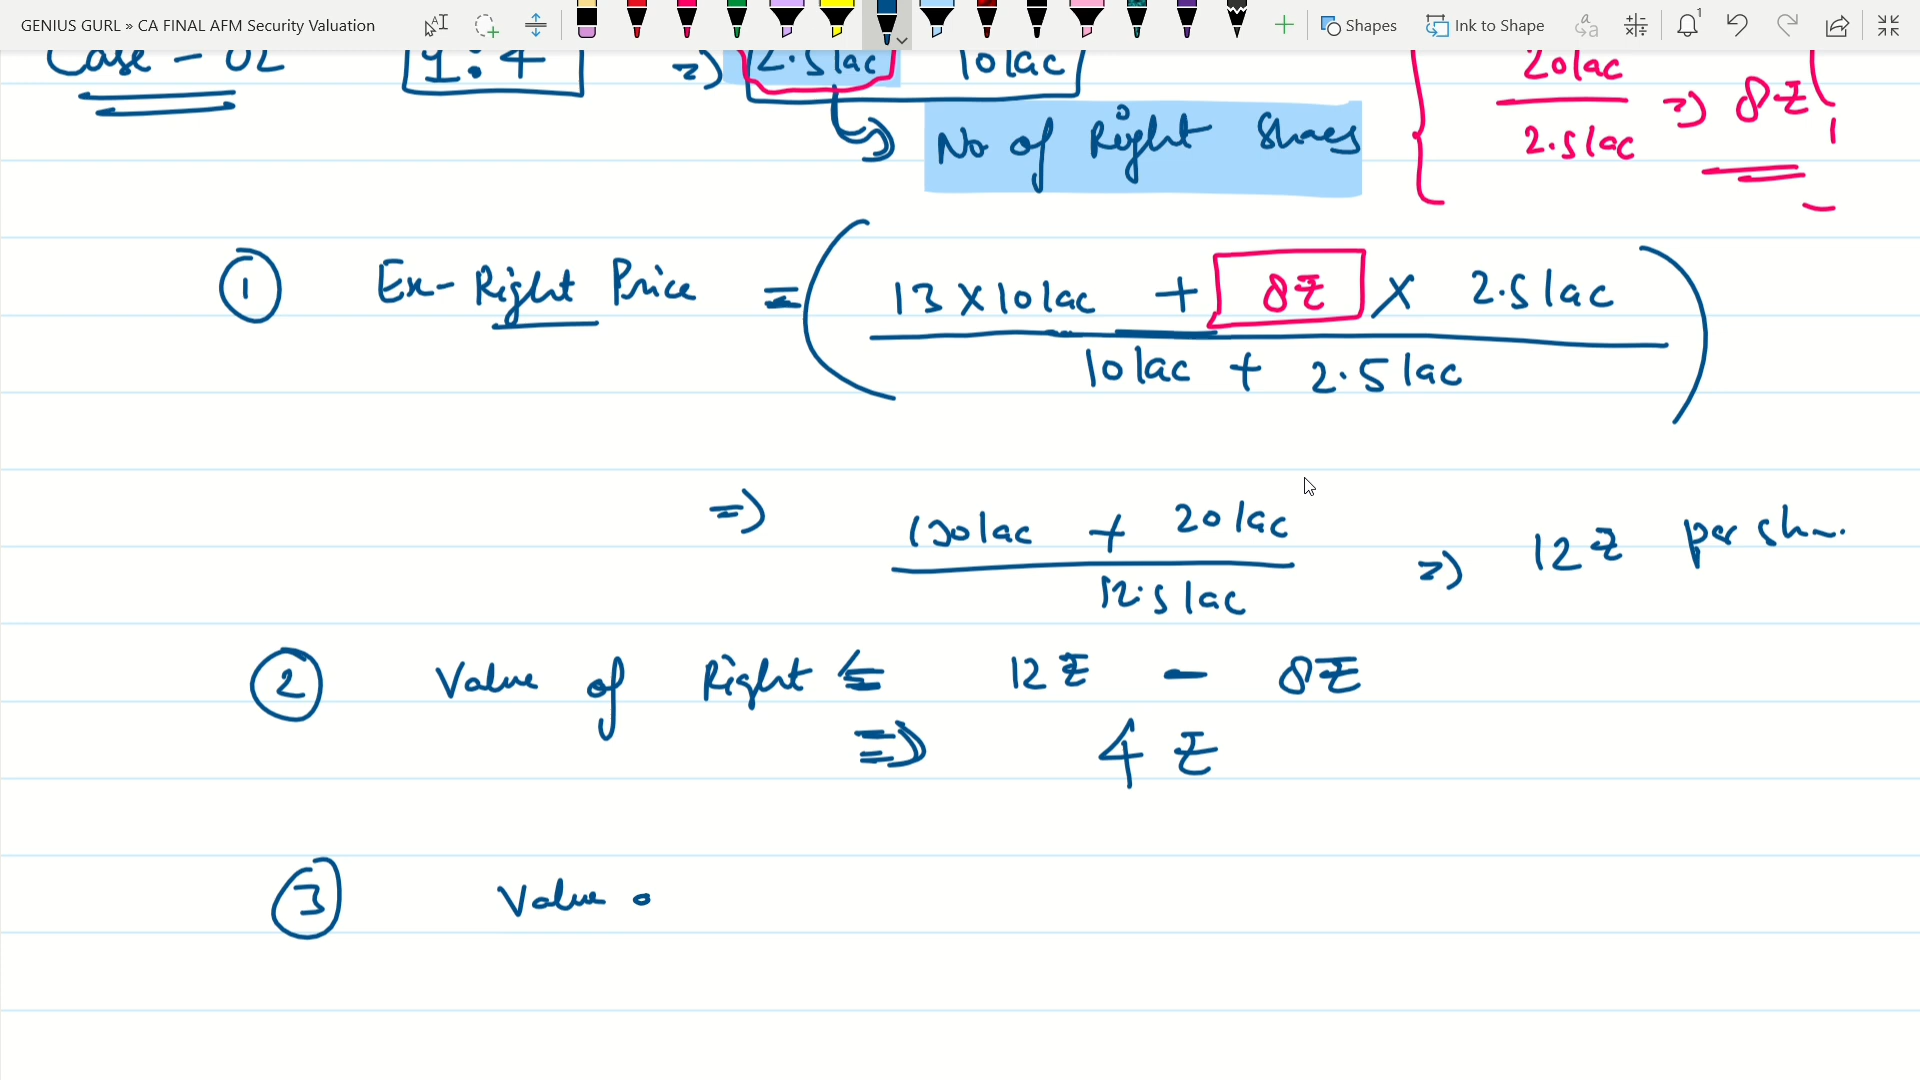 GENIUS GURL » CA FINAL AFM Security Valuation
Shapes
Ink to Shape
1
Case - 02 1:4 => 2.5 lac 10 lac
20 lac
2.5 lac => 8₹
No of Right Shares
1 Ex-Right Price = ( 13 × 10 lac + 8₹ × 2.5 lac )
10 lac + 2.5 lac
=> 130 lac + 20 lac
12.5 lac => 12₹ per sh
2 Value of Right = 12₹ - 8₹
=> 4₹
3 Value o